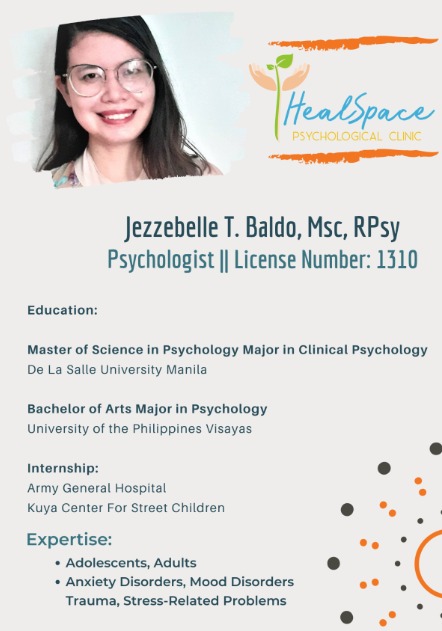 HealSpace
PSYCHOLOGICAL CLINIC
Jezzebelle T. Baldo, Msc, RPsy
Psychologist || License Number: 1310
Education:
Master of Science in Psychology Major in Clinical Psychology
De La Salle University Manila
Bachelor of Arts Major in Psychology
University of the Philippines Visayas
Internship:
Army General Hospital
Kuya Center For Street Children
Expertise:
• Adolescents, Adults
• Anxiety Disorders, Mood Disorders
Trauma, Stress-Related Problems